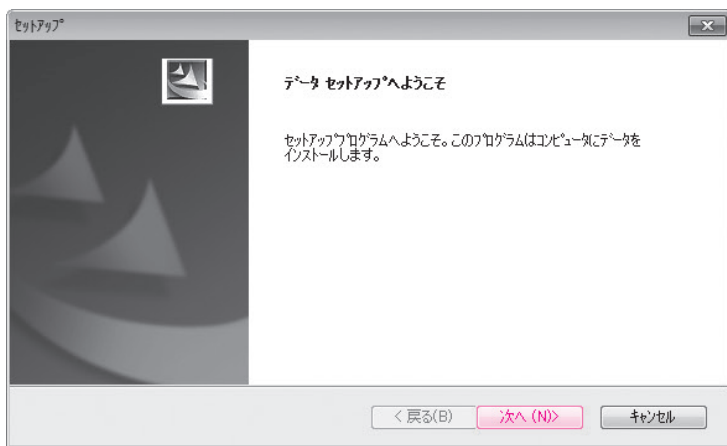 セットアップ
データ セットアップへようこそ
セットアッププログラムへようこそ。このプログラムはコンピュータにデータを
インストールします。
< 戻る(B)
次へ (N)>
キャンセル